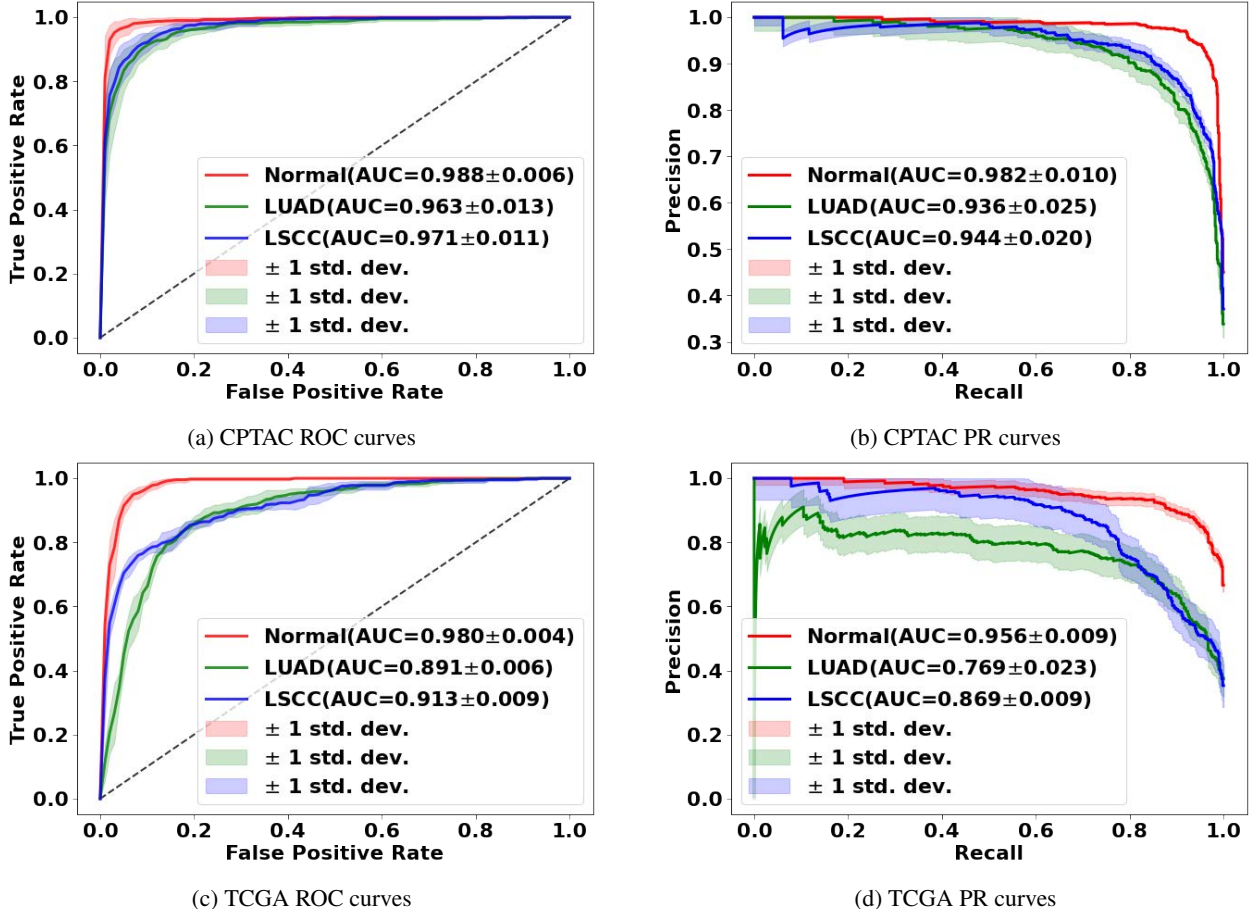 True Positive Rate
1.0
0.8
0.6
0.4
0.2
0.0
Normal(AUC=0.988±0.006)
LUAD(AUC=0.963±0.013)
LSCC(AUC=0.971±0.011)
± 1 std. dev.
± 1 std. dev.
± 1 std. dev.
0.0 0.2 0.4 0.6 0.8 1.0
False Positive Rate
(a) CPTAC ROC curves
Precision
1.0
0.9
0.8
0.7
0.6
0.5
0.4
0.3
Normal(AUC=0.982±0.010)
LUAD(AUC=0.936±0.025)
LSCC(AUC=0.944±0.020)
± 1 std. dev.
± 1 std. dev.
± 1 std. dev.
0.0 0.2 0.4 0.6 0.8 1.0
Recall
(b) CPTAC PR curves
True Positive Rate
1.0
0.8
0.6
0.4
0.2
0.0
Normal(AUC=0.980±0.004)
LUAD(AUC=0.891±0.006)
LSCC(AUC=0.913±0.009)
± 1 std. dev.
± 1 std. dev.
± 1 std. dev.
0.0 0.2 0.4 0.6 0.8 1.0
False Positive Rate
(c) TCGA ROC curves
Precision
1.0
0.8
0.6
0.4
0.2
0.0
Normal(AUC=0.956±0.009)
LUAD(AUC=0.769±0.023)
LSCC(AUC=0.869±0.009)
± 1 std. dev.
± 1 std. dev.
± 1 std. dev.
0.0 0.2 0.4 0.6 0.8 1.0
Recall
(d) TCGA PR curves